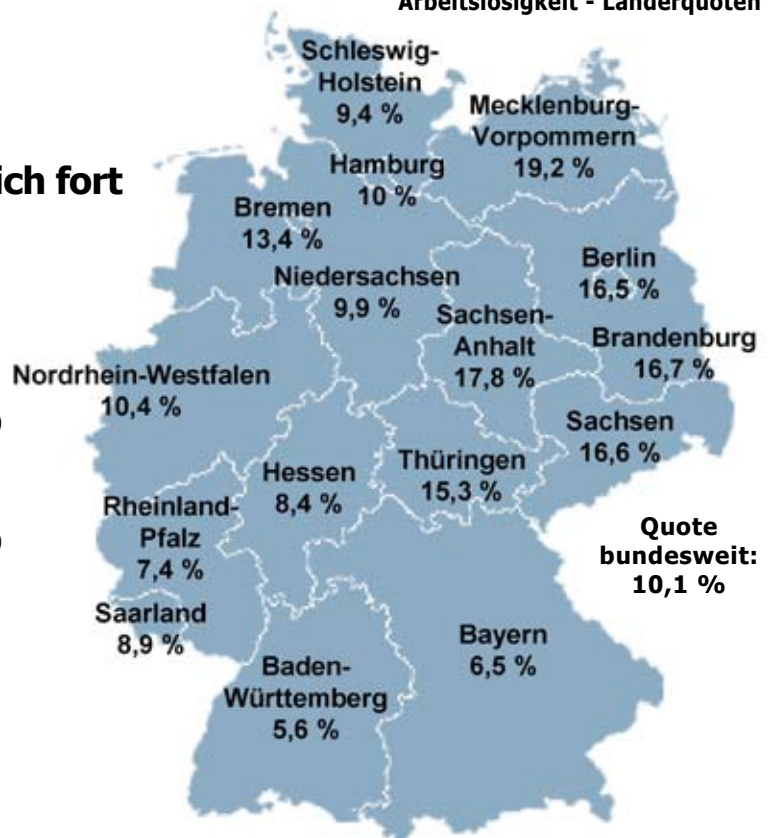 Arbeitslosigkeit - Länderquoten
ich fort
Schleswig-
Holstein
9,4 %
Mecklenburg-
Vorpommern
19,2 %
Hamburg
10 %
Bremen
13,4 %
Niedersachsen
9,9 %
Berlin
16,5 %
Sachsen-
Anhalt
17,8 %
Brandenburg
16,7 %
Nordrhein-Westfalen
10,4 %
Sachsen
16,6 %
Hessen
8,4 %
Thüringen
15,3 %
Rheinland-
Pfalz
7,4 %
Quote
bundesweit:
10,1 %
Saarland
8,9 %
Bayern
6,5 %
Baden-
Württemberg
5,6 %